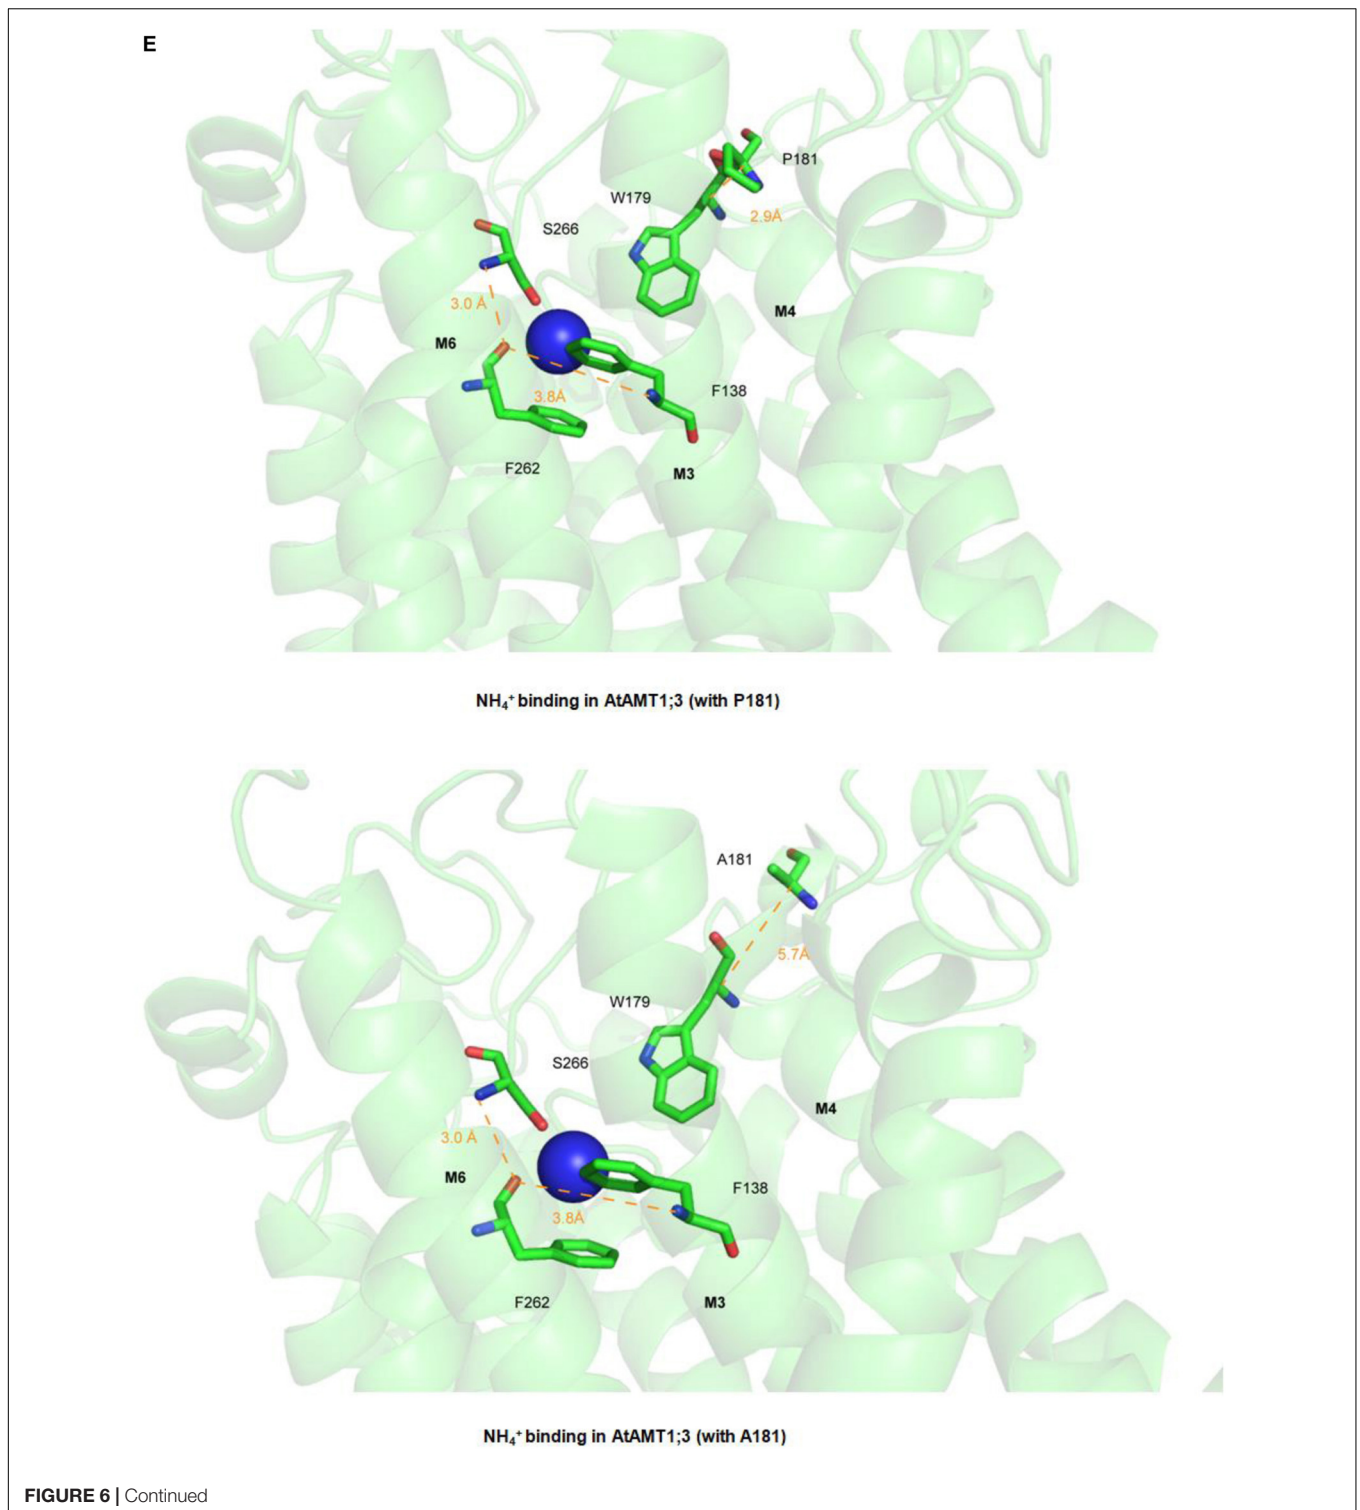 E
P181
W179
2.9Å
S266
3.0 Å
M4
M6
F138
3.8Å
F262
M3
NH₄⁺ binding in AtAMT1;3 (with P181)
A181
5.7Å
W179
S266
M4
3.0 Å
M6
F138
3.8Å
F262
M3
NH₄⁺ binding in AtAMT1;3 (with A181)
FIGURE 6 | Continued